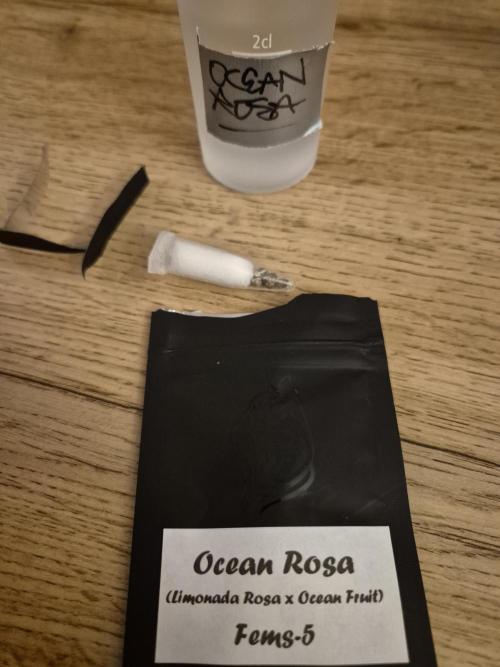 2cl
OCEAN
ROSA
Ocean Rosa
(Limonada Rosa x Ocean Fruit)
Fems-5